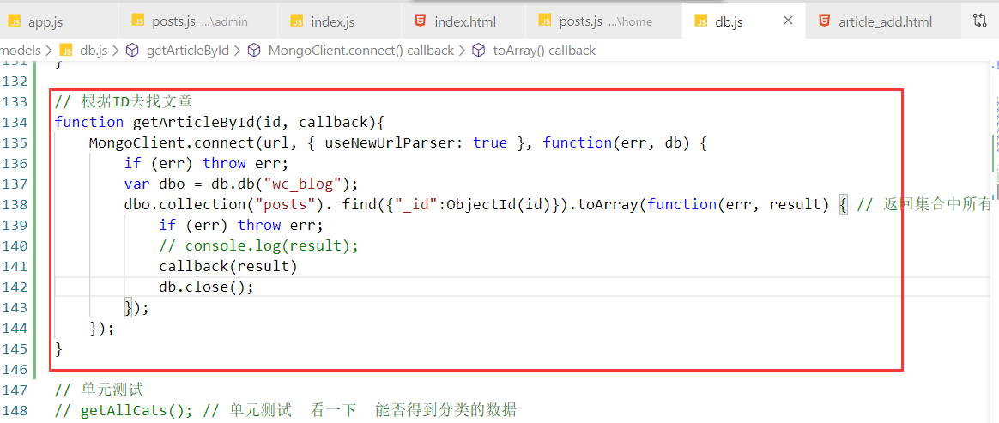 JS app.js JS posts.js ...\admin JS index.js index.html JS posts.js ...\home JS db.js × article_add.html
models > JS db.js > getArticleById > MongoClient.connect() callback > toArray() callback
131 }
132
133 // 根据ID去找文章
134 function getArticleById(id, callback){
135 MongoClient.connect(url, { useNewUrlParser: true }, function(err, db) {
136 if (err) throw err;
137 var dbo = db.db("wc_blog");
138 dbo.collection("posts"). find({"_id":ObjectId(id)}).toArray(function(err, result) { // 返回集合中所有
139 if (err) throw err;
140 // console.log(result);
141 callback(result)
142 db.close();
143 });
144 });
145 }
146
147 // 单元测试
148 // getAllCats(); // 单元测试 看一下 能否得到分类的数据